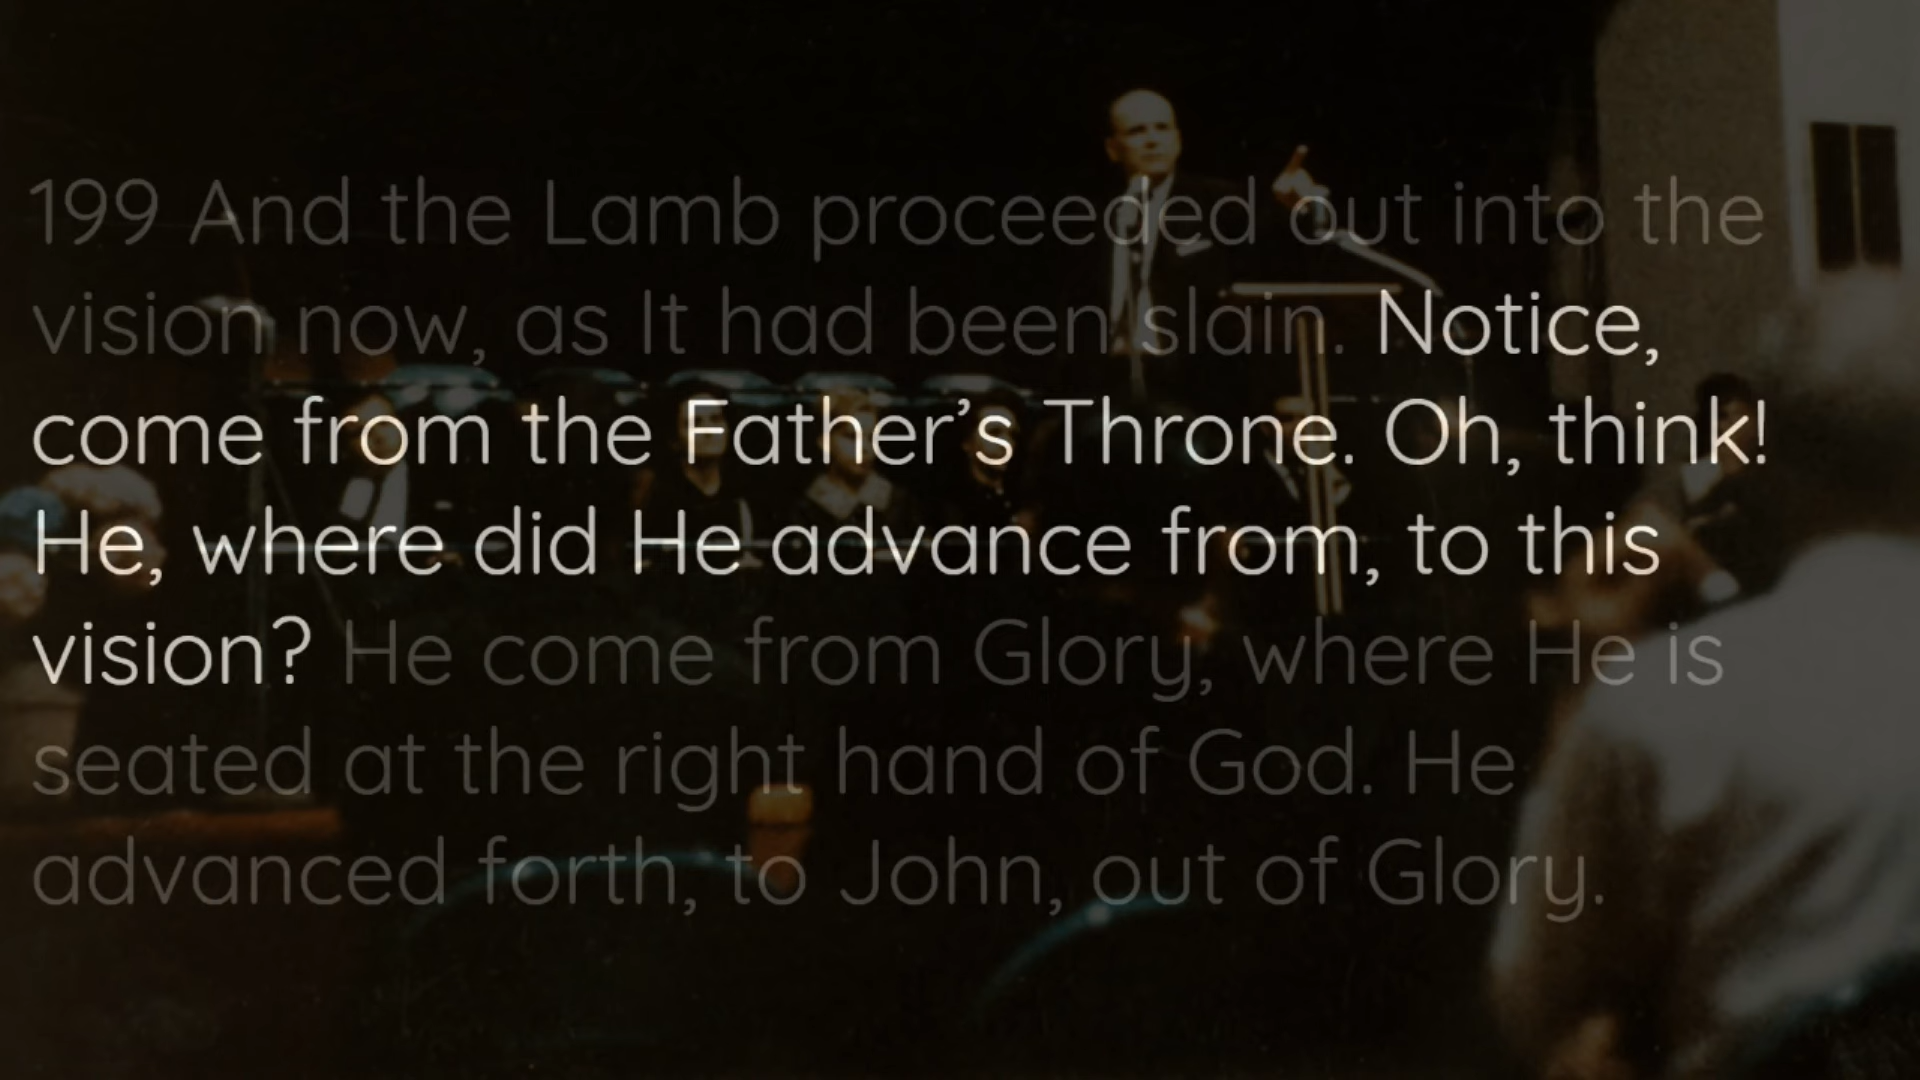 199 And the Lamb proceeded out into the
vision now, as It had been slain. Notice,
come from the Father’s Throne. Oh, think!
He, where did He advance from, to this
vision? He come from Glory, where He is
seated at the right hand of God. He
advanced forth, to John, out of Glory.